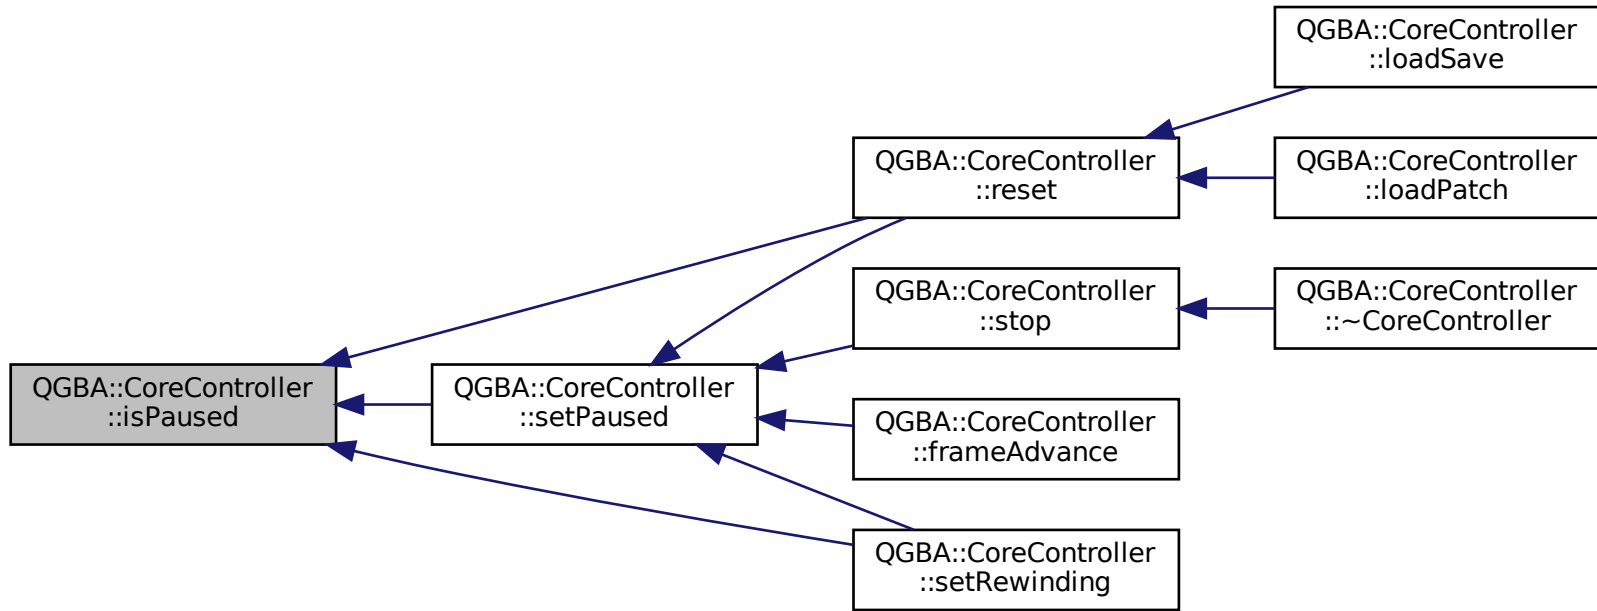 QGBA::CoreController
::loadSave
QGBA::CoreController
::reset
QGBA::CoreController
::loadPatch
QGBA::CoreController
::stop
QGBA::CoreController
::~CoreController
QGBA::CoreController
::isPaused
QGBA::CoreController
::setPaused
QGBA::CoreController
::frameAdvance
QGBA::CoreController
::setRewinding